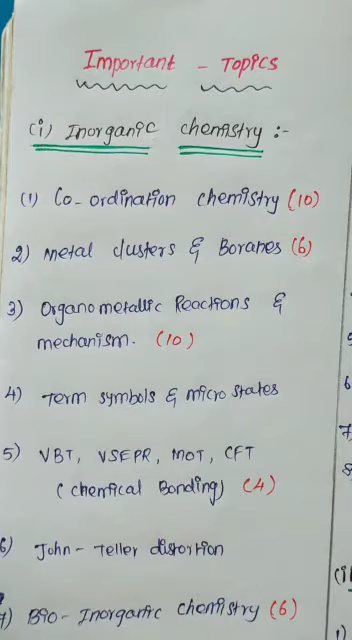 Important - Topics
(i) Inorganic chemistry :-
(1) Co-ordination chemistry (10)
2) Metal clusters & Boranes (6)
3) Organometallic Reactions &
mechanism. (10)
4) Term symbols & micro states
5) VBT, VSEPR, MOT, CFT
(chemical Bonding) (4)
6) John-Teller distortion
7) Bio-Inorganic chemistry (6)